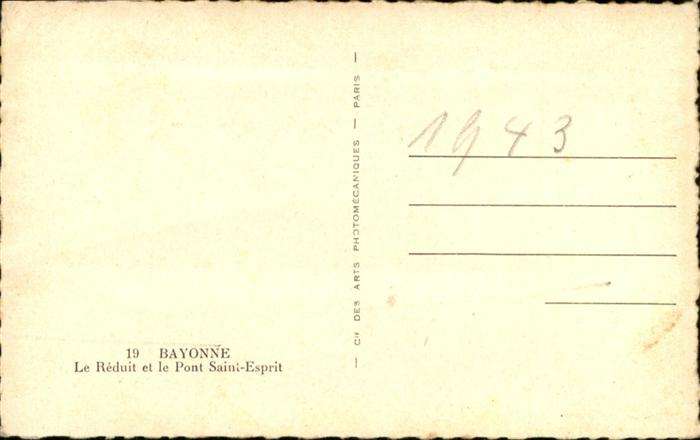 19 BAYONNE
Le Réduit et le Pont Saint-Esprit
— CIE DES ARTS PHOTOMÉCANIQUES — PARIS —
1943